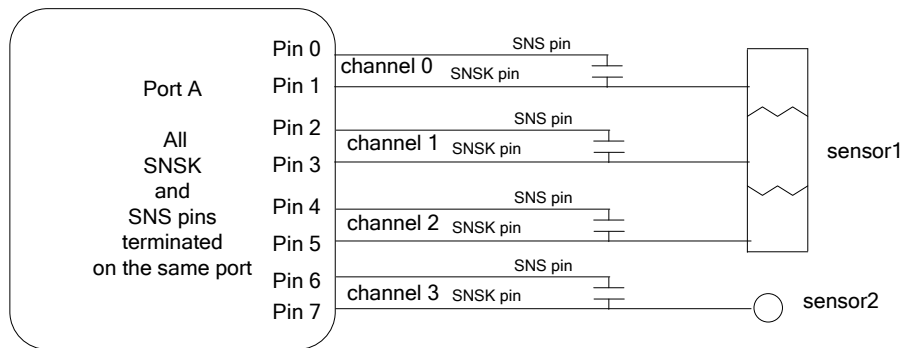 Port A
All
SNSK
and
SNS pins
terminated
on the same port
Pin 0
Pin 1
Pin 2
Pin 3
Pin 4
Pin 5
Pin 6
Pin 7
SNS pin
channel 0 SNSK pin
SNS pin
channel 1 SNSK pin
SNS pin
channel 2 SNSK pin
SNS pin
channel 3 SNSK pin
sensor1
sensor2